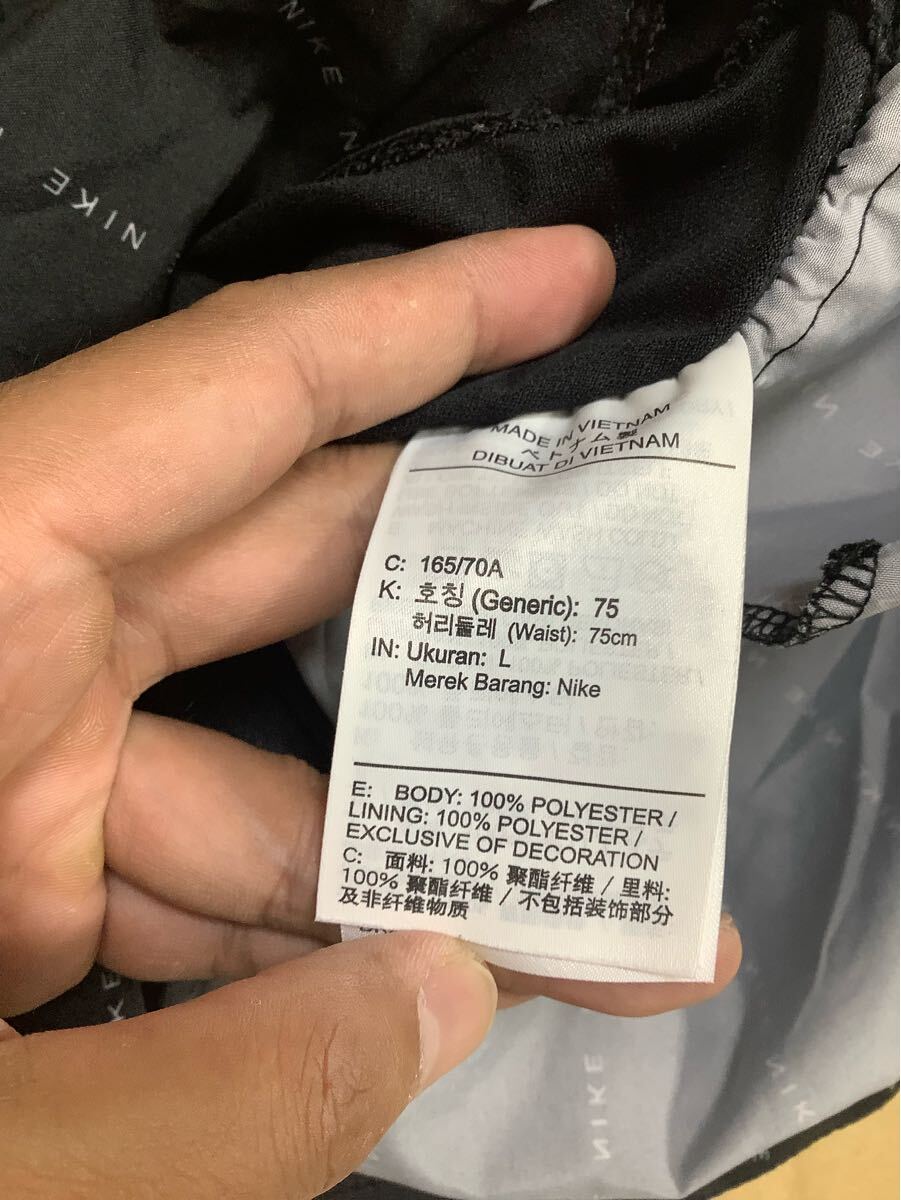 NIKE
NIKE
MADE IN VIETNAM
ベトナム製
DIBUAT DI VIETNAM
C: 165/70A
K: 호칭 (Generic): 75
허리둘레 (Waist): 75cm
IN: Ukuran: L
Merek Barang: Nike
E: BODY: 100% POLYESTER /
LINING: 100% POLYESTER /
EXCLUSIVE OF DECORATION
C: 面料: 100% 聚酯纤维 / 里料:
100% 聚酯纤维 / 不包括装饰部分
及非纤维物质
NIKE